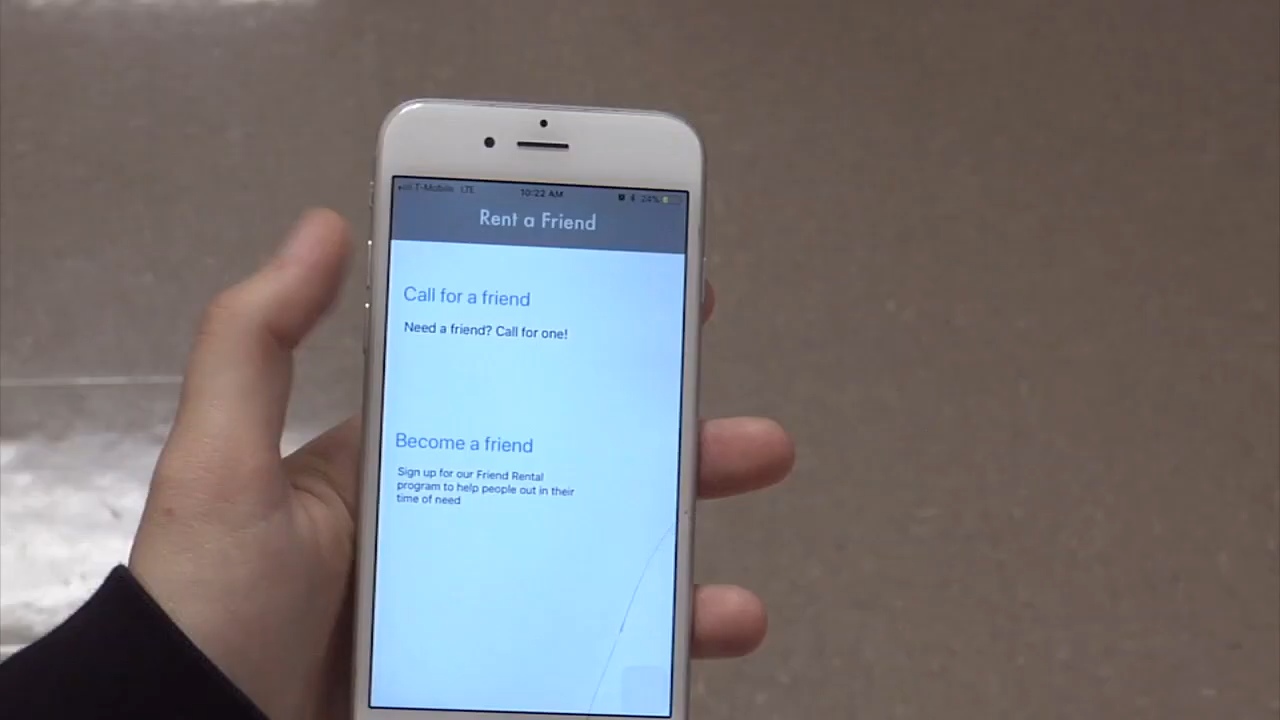 T-Mobile LTE 10:22 AM 24%
Rent a Friend
Call for a friend
Need a friend? Call for one!
Become a friend
Sign up for our Friend Rental
program to help people out in their
time of need